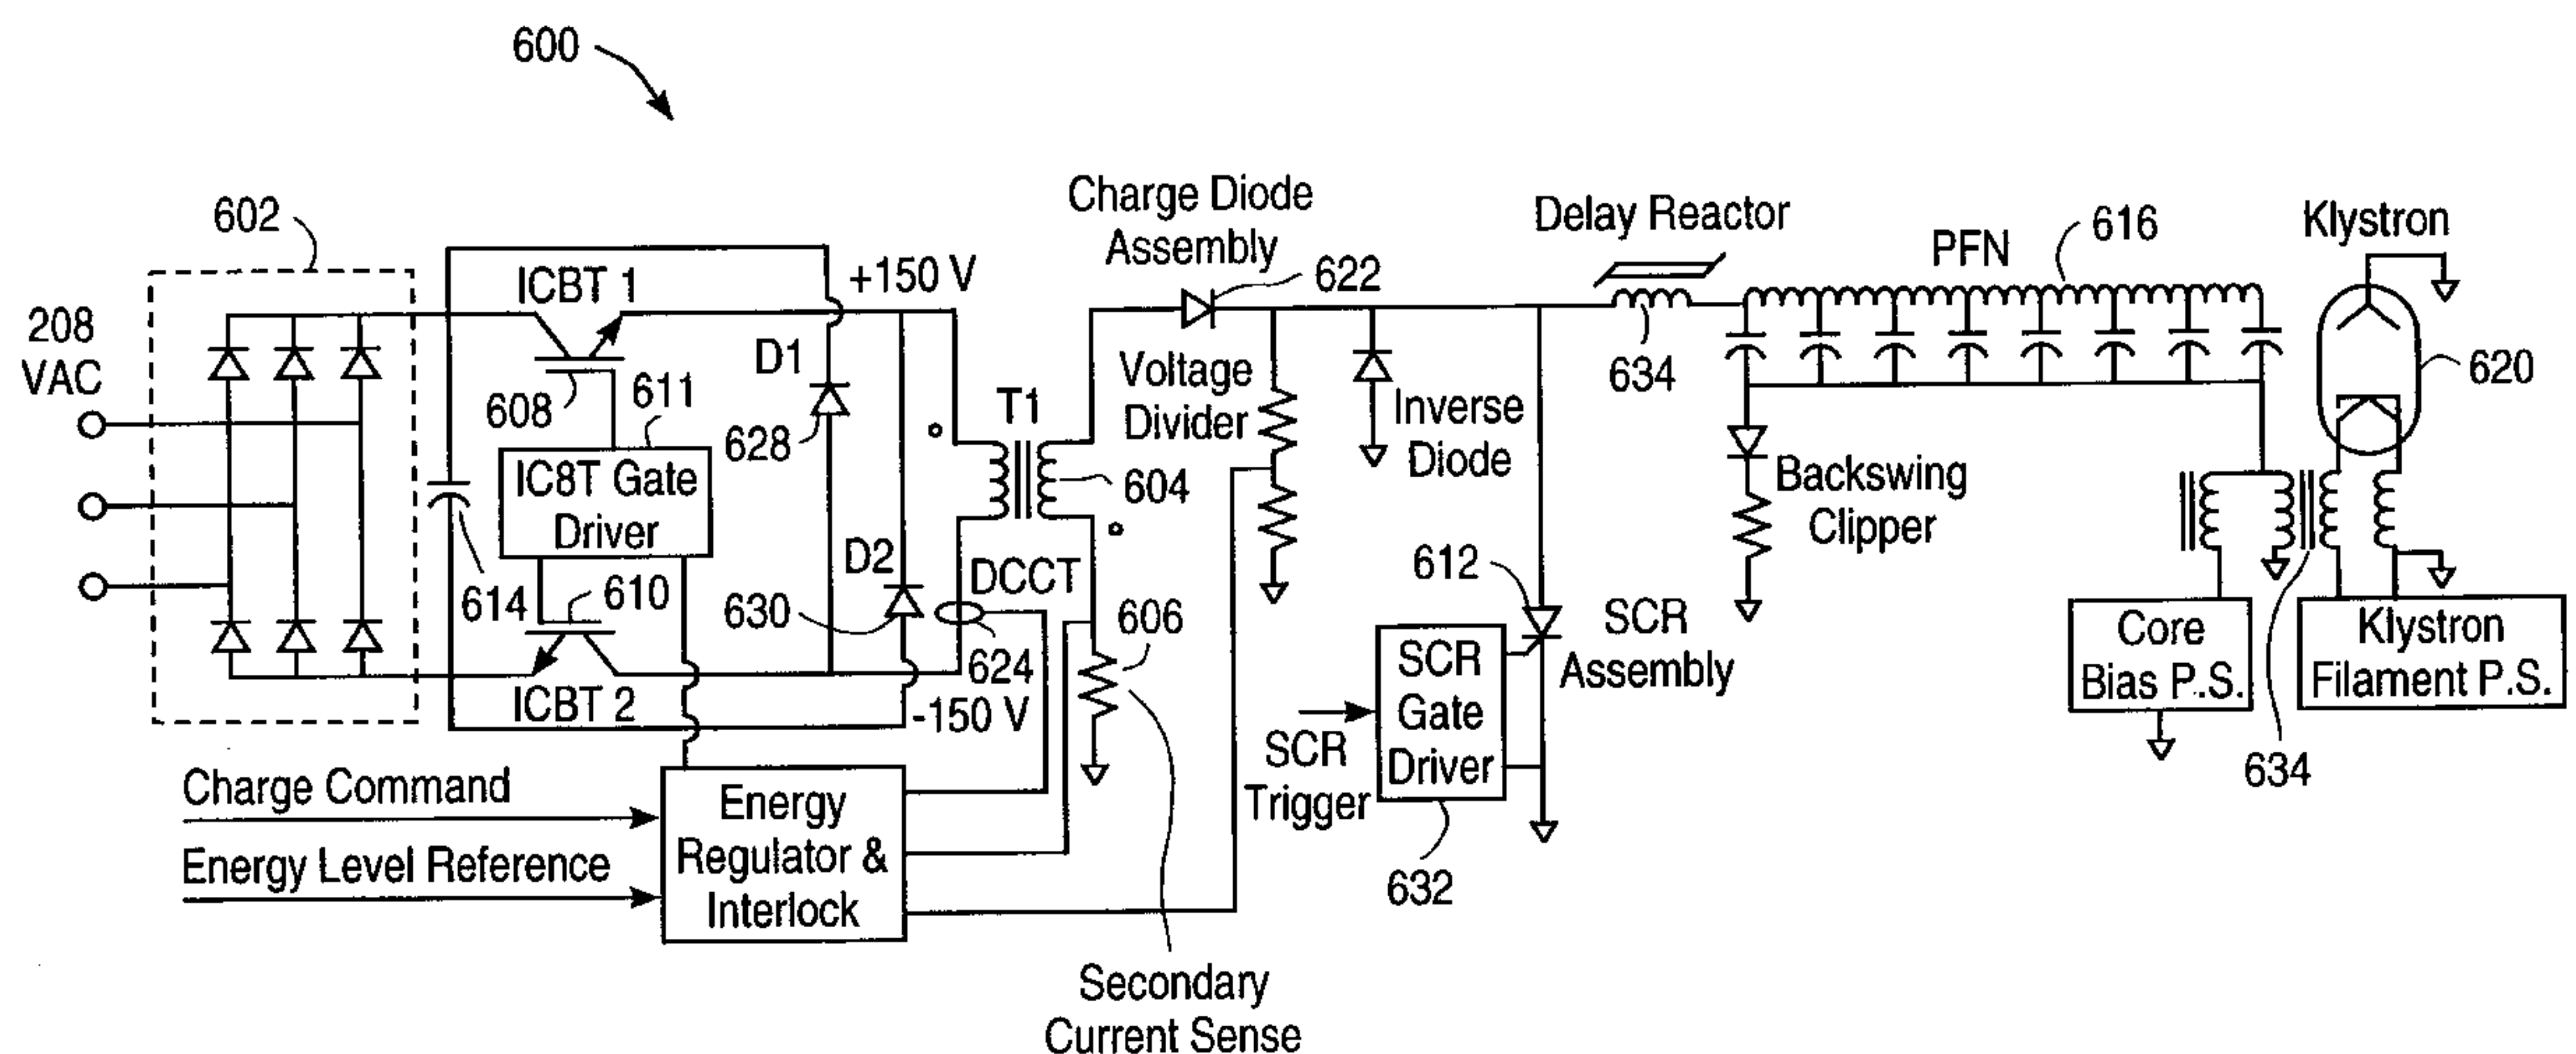 600
602
208
VAC
ICBT 1
608
611
IC8T Gate
Driver
614
610
ICBT 2
+150 V
D1
628
D2
630
-150 V
T1
604
DCCT
624
606
Charge Diode
Assembly
622
Voltage
Divider
Inverse
Diode
Delay Reactor
634
PFN
616
Klystron
620
Backswing
Clipper
612
SCR
Assembly
SCR
Gate
Driver
SCR
Trigger
632
Core
Bias P.S.
Klystron
Filament P.S.
634
Charge Command
Energy Level Reference
Energy
Regulator &
Interlock
Secondary
Current Sense